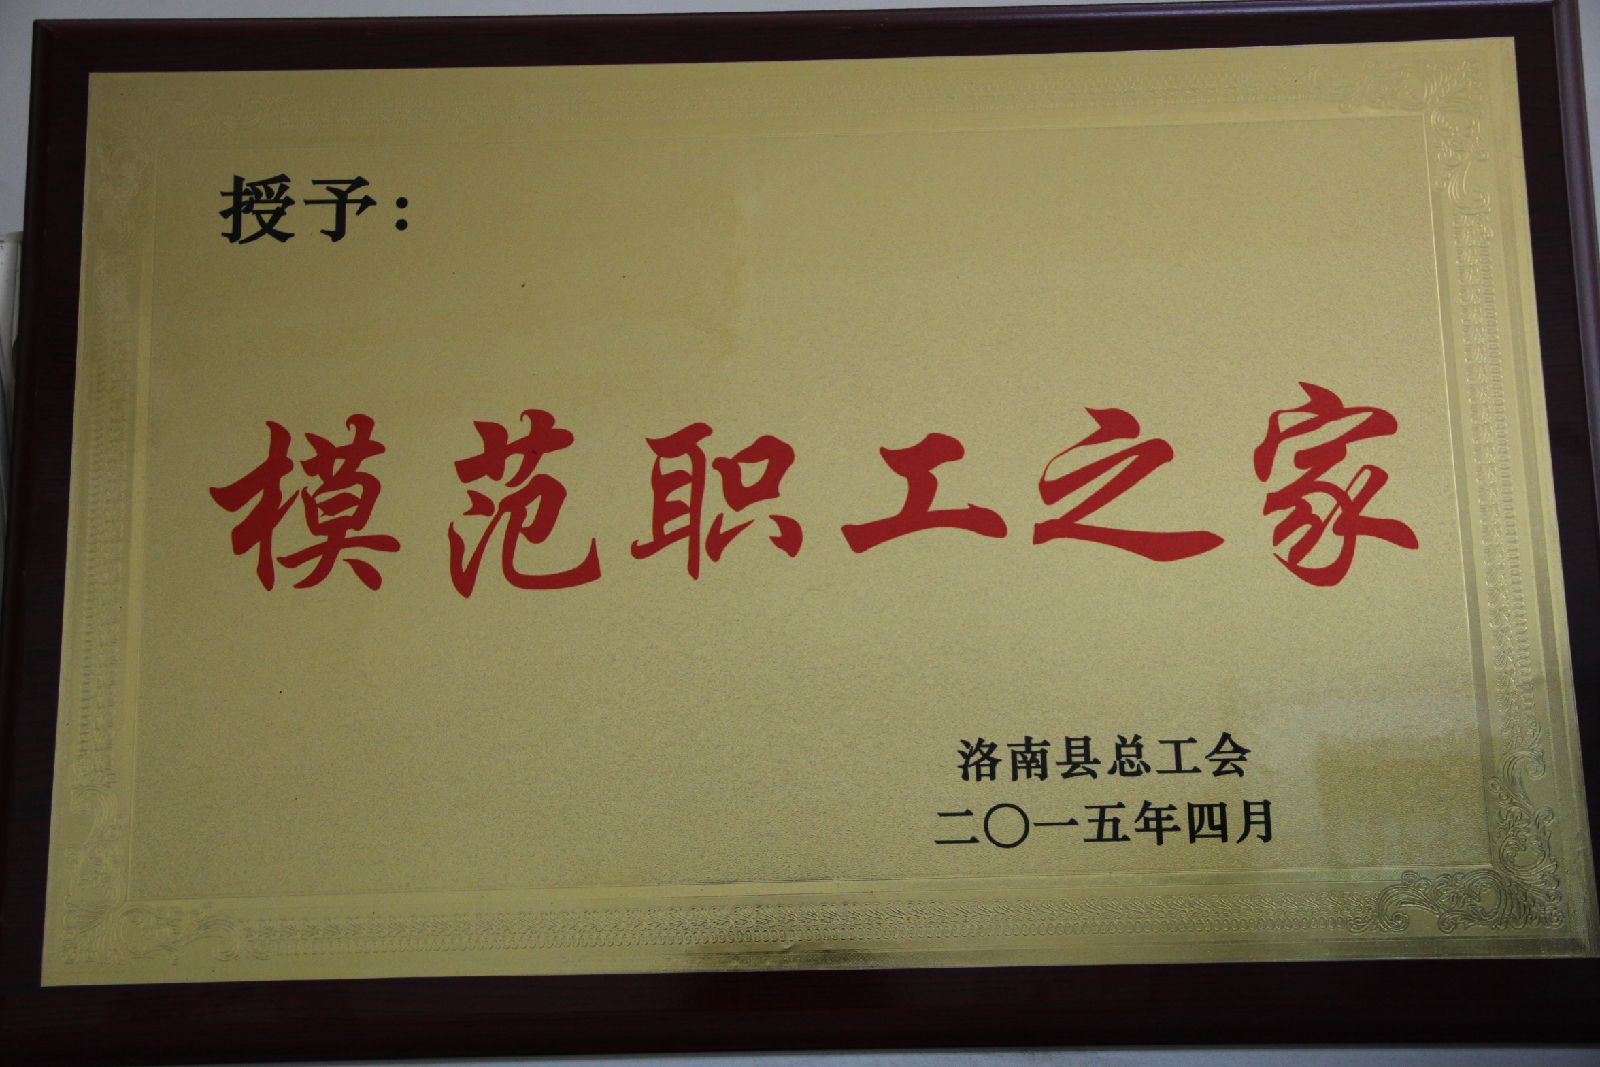 授予：
模范职工之家
洛南县总工会
二〇一五年四月